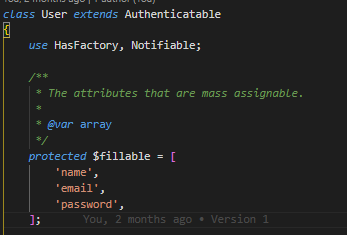 You, 2 months ago | 1 author (You)
class User extends Authenticatable
{
use HasFactory, Notifiable;
/**
* The attributes that are mass assignable.
*
* @var array
*/
protected $fillable = [
'name',
'email',
'password',
]; You, 2 months ago • Version 1